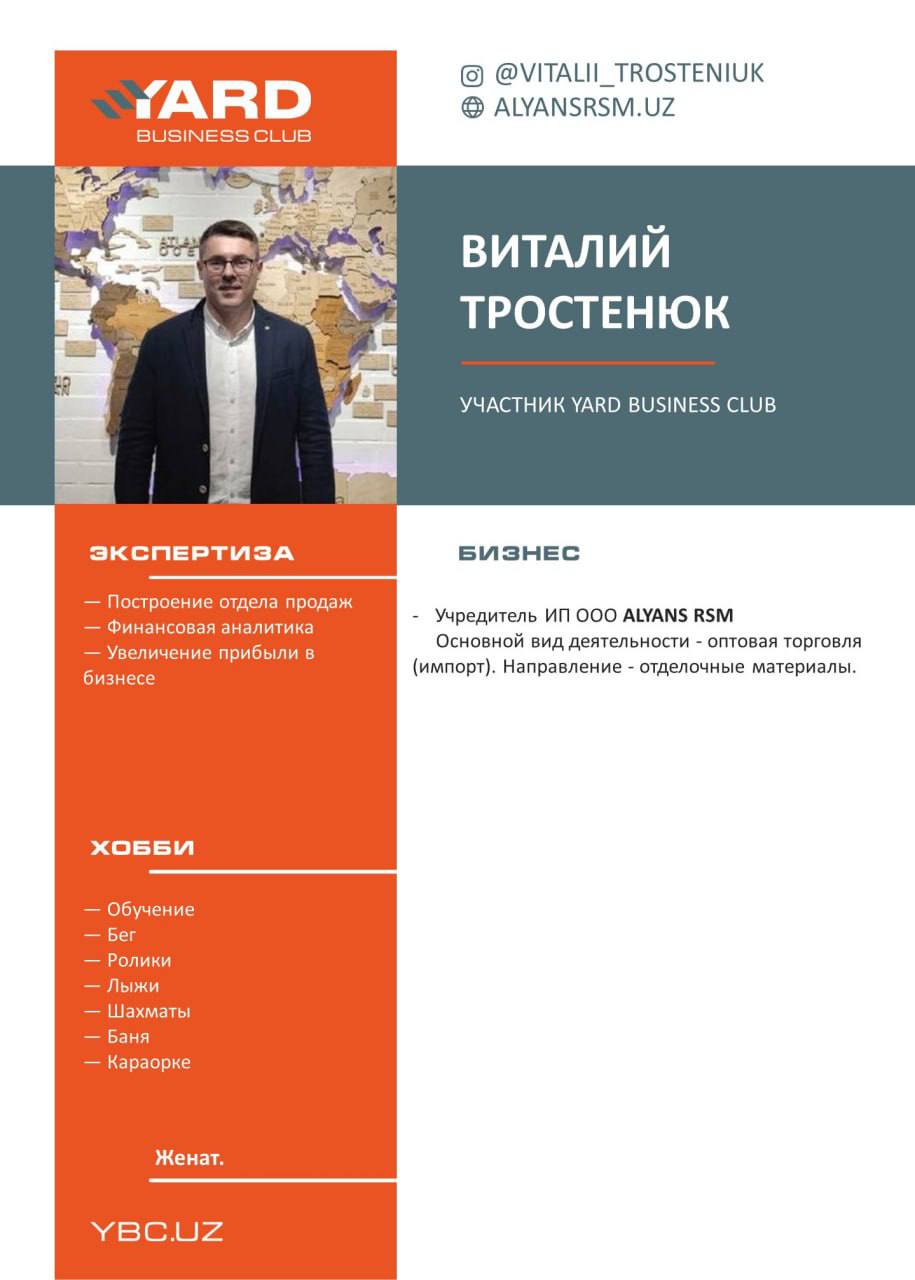 YARD
BUSINESS CLUB
@VITALII_TROSTENIUK
ALYANSRSM.UZ
ВИТАЛИЙ
ТРОСТЕНЮК
УЧАСТНИК YARD BUSINESS CLUB
ЭКСПЕРТИЗА
— Построение отдела продаж
— Финансовая аналитика
— Увеличение прибыли в
бизнесе
БИЗНЕС
- Учредитель ИП ООО ALYANS RSM
Основной вид деятельности - оптовая торговля
(импорт). Направление - отделочные материалы.
ХОББИ
— Обучение
— Бег
— Ролики
— Лыжи
— Шахматы
— Баня
— Караорке
Женат.
YBC.UZ